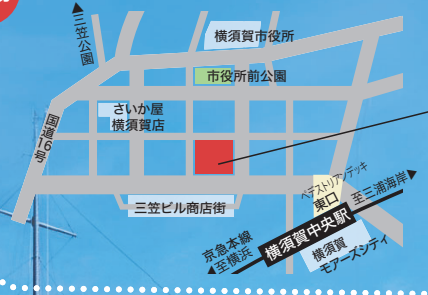 三笠公園
横須賀市役所
市役所前公園
さいか屋
横須賀店
国道16号
三笠ビル商店街
ペデストリアンデッキ
東口
至三浦海岸
横須賀中央駅
京急本線
至横浜
横須賀
モアーズシティ